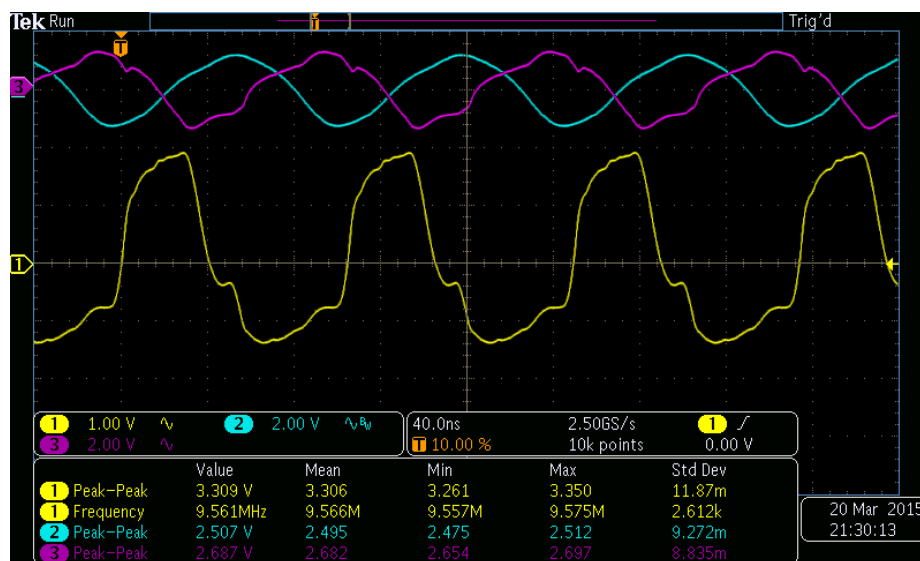 Tek Run Trig'd
T
T
3
1
1 1.00 V 2 2.00 V BW 40.0ns 2.50GS/s 1 0.00 V
3 2.00 V T 10.00 % 10k points
Value Mean Min Max Std Dev
1 Peak-Peak 3.309 V 3.306 3.261 3.350 11.87m
1 Frequency 9.561MHz 9.566M 9.557M 9.575M 2.612k
2 Peak-Peak 2.507 V 2.495 2.475 2.512 9.272m
3 Peak-Peak 2.687 V 2.682 2.654 2.697 8.835m
20 Mar 2015
21:30:13